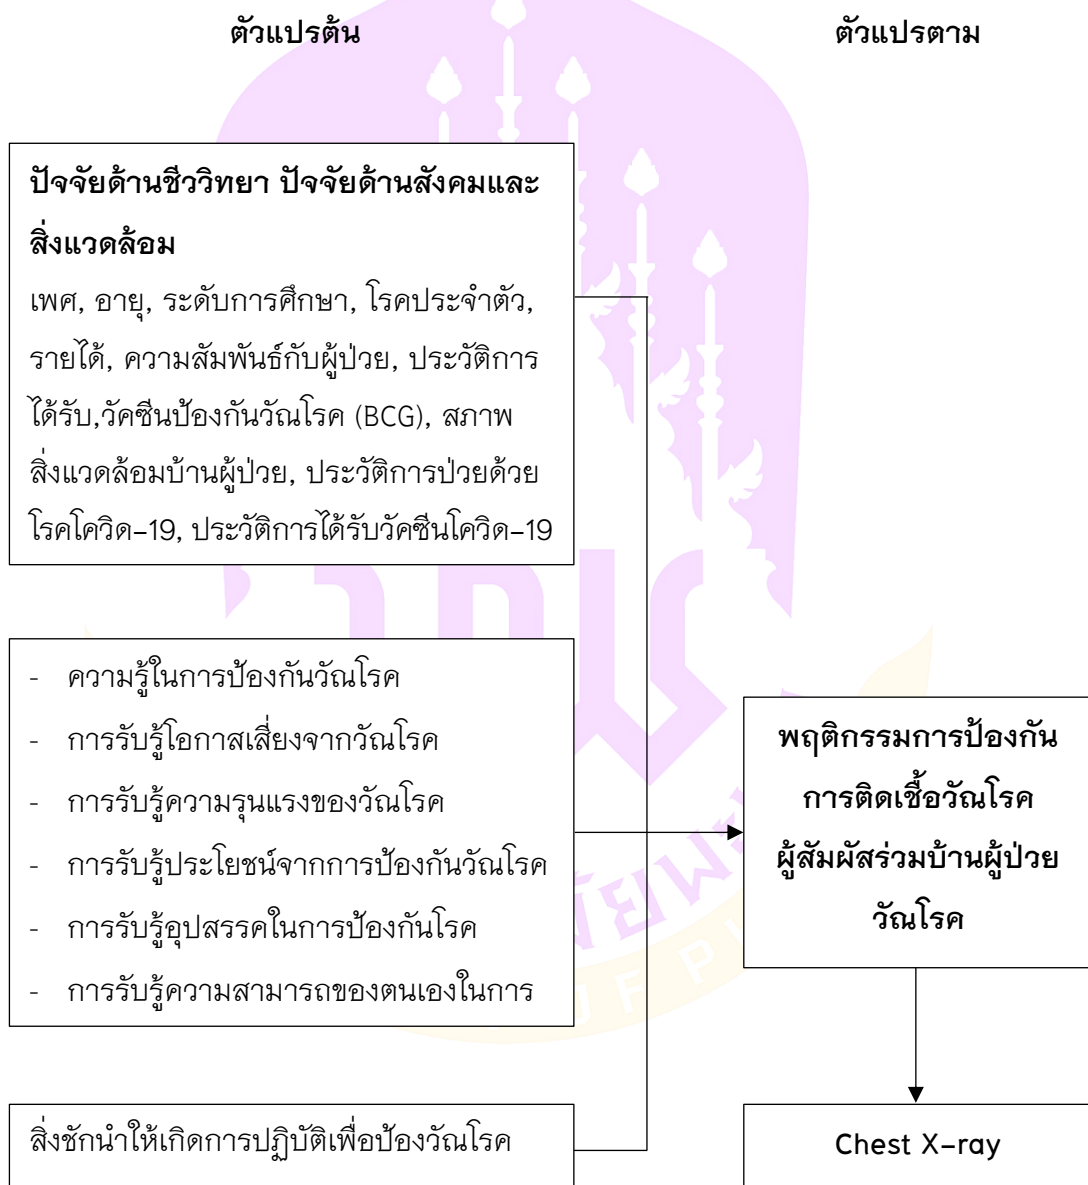 ตัวแปรต้น
ตัวแปรตาม
ปัจจัยด้านชีววิทยา ปัจจัยด้านสังคมและ
สิ่งแวดล้อม
เพศ, อายุ, ระดับการศึกษา, โรคประจำตัว,
รายได้, ความสัมพันธ์กับผู้ป่วย, ประวัติการ
ได้รับ,วัคซีนป้องกันวัณโรค (BCG), สภาพ
สิ่งแวดล้อมบ้านผู้ป่วย, ประวัติการป่วยด้วย
โรคโควิด-19, ประวัติการได้รับวัคซีนโควิด-19
- ความรู้ในการป้องกันวัณโรค
- การรับรู้โอกาสเสี่ยงจากวัณโรค
- การรับรู้ความรุนแรงของวัณโรค
- การรับรู้ประโยชน์จากการป้องกันวัณโรค
- การรับรู้อุปสรรคในการป้องกันโรค
- การรับรู้ความสามารถของตนเองในการ
สิ่งชักนำให้เกิดการปฏิบัติเพื่อป้องวัณโรค
พฤติกรรมการป้องกัน
การติดเชื้อวัณโรค
ผู้สัมผัสร่วมบ้านผู้ป่วย
วัณโรค
Chest X-ray